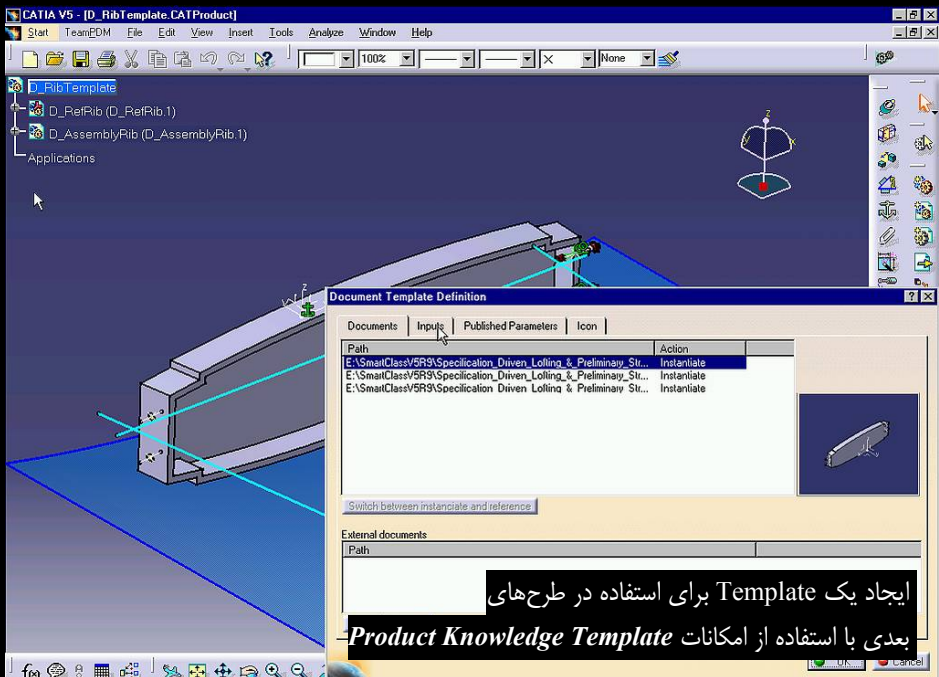 CATIA V5 - [D_RibTemplate.CATProduct]
Start TeamPDM File Edit View Insert Tools Analyze Window Help
100% None
D_RibTemplate
D_RefRib (D_RefRib.1)
D_AssemblyRib (D_AssemblyRib.1)
Applications
z
y x
z
y
Document Template Definition
Documents Inputs Published Parameters Icon
Path Action
E:\SmartClassV5R9\Specification_Driven_Lofting_&_Preliminary_Str... Instantiate
E:\SmartClassV5R9\Specification_Driven_Lofting_&_Preliminary_Str... Instantiate
E:\SmartClassV5R9\Specification_Driven_Lofting_&_Preliminary_Str... Instantiate
Switch between instanciate and reference
External documents
Path
ایجاد یک Template برای استفاده در طرح‌های
بعدی با استفاده از امکانات Product Knowledge Template
OK Cancel